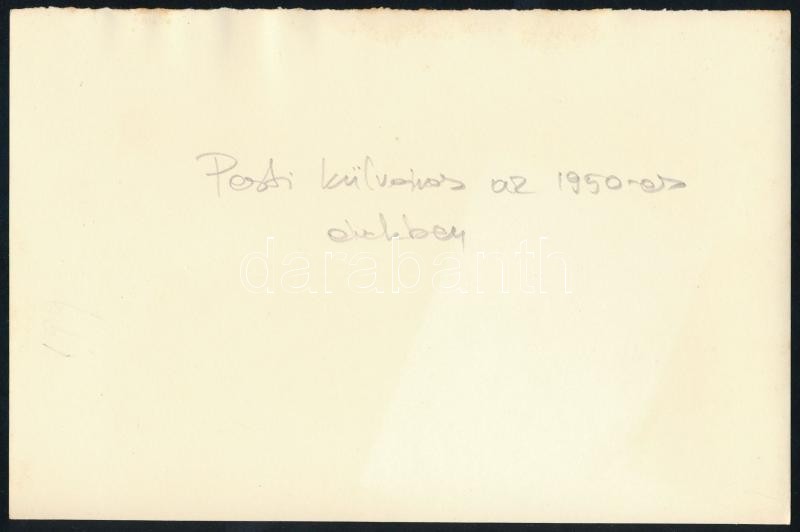 Pesti külváros az 1950-es
években
darabanth